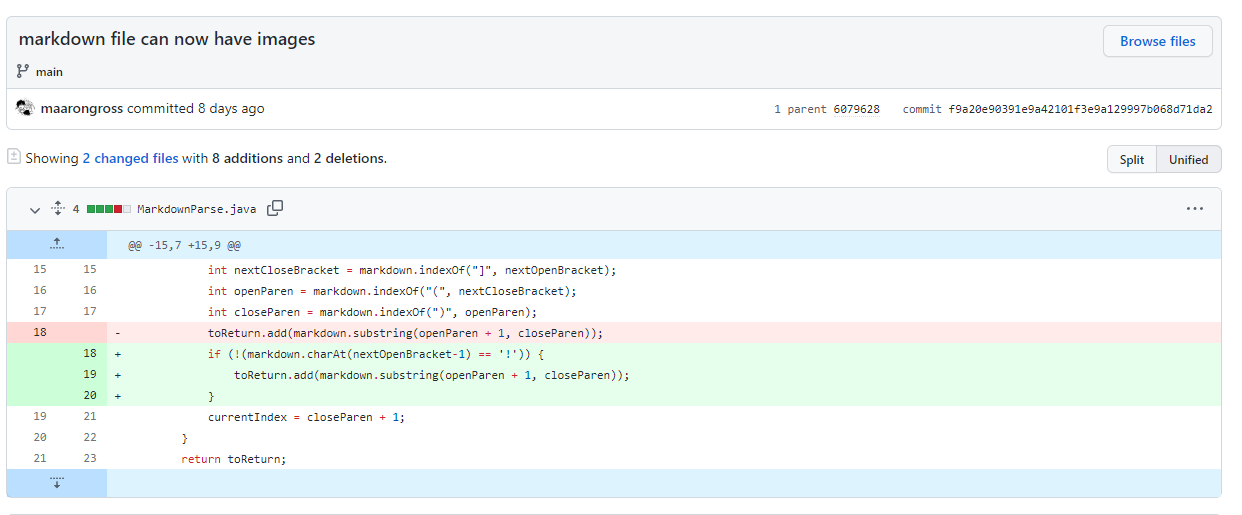 markdown file can now have images
Browse files
main
maarongross committed 8 days ago
1 parent 6079628 commit f9a20e90391e9a42101f3e9a129997b068d71da2
Showing 2 changed files with 8 additions and 2 deletions.
Split Unified
4 MarkdownParse.java
@@ -15,7 +15,9 @@
15 15 int nextCloseBracket = markdown.indexOf("]", nextOpenBracket);
16 16 int openParen = markdown.indexOf("(", nextCloseBracket);
17 17 int closeParen = markdown.indexOf(")", openParen);
18 - toReturn.add(markdown.substring(openParen + 1, closeParen));
18 + if (!(markdown.charAt(nextOpenBracket-1) == '!')) {
19 + toReturn.add(markdown.substring(openParen + 1, closeParen));
20 + }
19 21 currentIndex = closeParen + 1;
20 22 }
21 23 return toReturn;